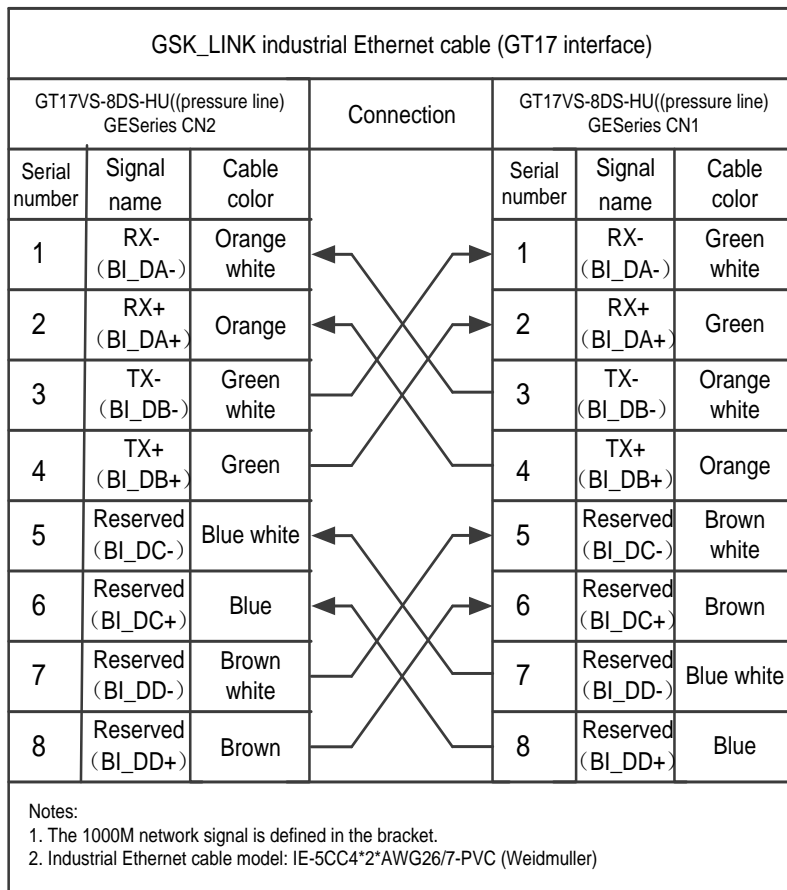 GSK_LINK industrial Ethernet cable (GT17 interface)
GT17VS-8DS-HU((pressure line)
GESeries CN2
Connection
GT17VS-8DS-HU((pressure line)
GESeries CN1
Serial number
Signal name
Cable color
Serial number
Signal name
Cable color
1
RX-
(BI_DA-)
Orange white
1
RX-
(BI_DA-)
Green white
2
RX+
(BI_DA+)
Orange
2
RX+
(BI_DA+)
Green
3
TX-
(BI_DB-)
Green white
3
TX-
(BI_DB-)
Orange white
4
TX+
(BI_DB+)
Green
4
TX+
(BI_DB+)
Orange
5
Reserved
(BI_DC-)
Blue white
5
Reserved
(BI_DC-)
Brown white
6
Reserved
(BI_DC+)
Blue
6
Reserved
(BI_DC+)
Brown
7
Reserved
(BI_DD-)
Brown white
7
Reserved
(BI_DD-)
Blue white
8
Reserved
(BI_DD+)
Brown
8
Reserved
(BI_DD+)
Blue
Notes:
1. The 1000M network signal is defined in the bracket.
2. Industrial Ethernet cable model: IE-5CC4*2*AWG26/7-PVC (Weidmuller)